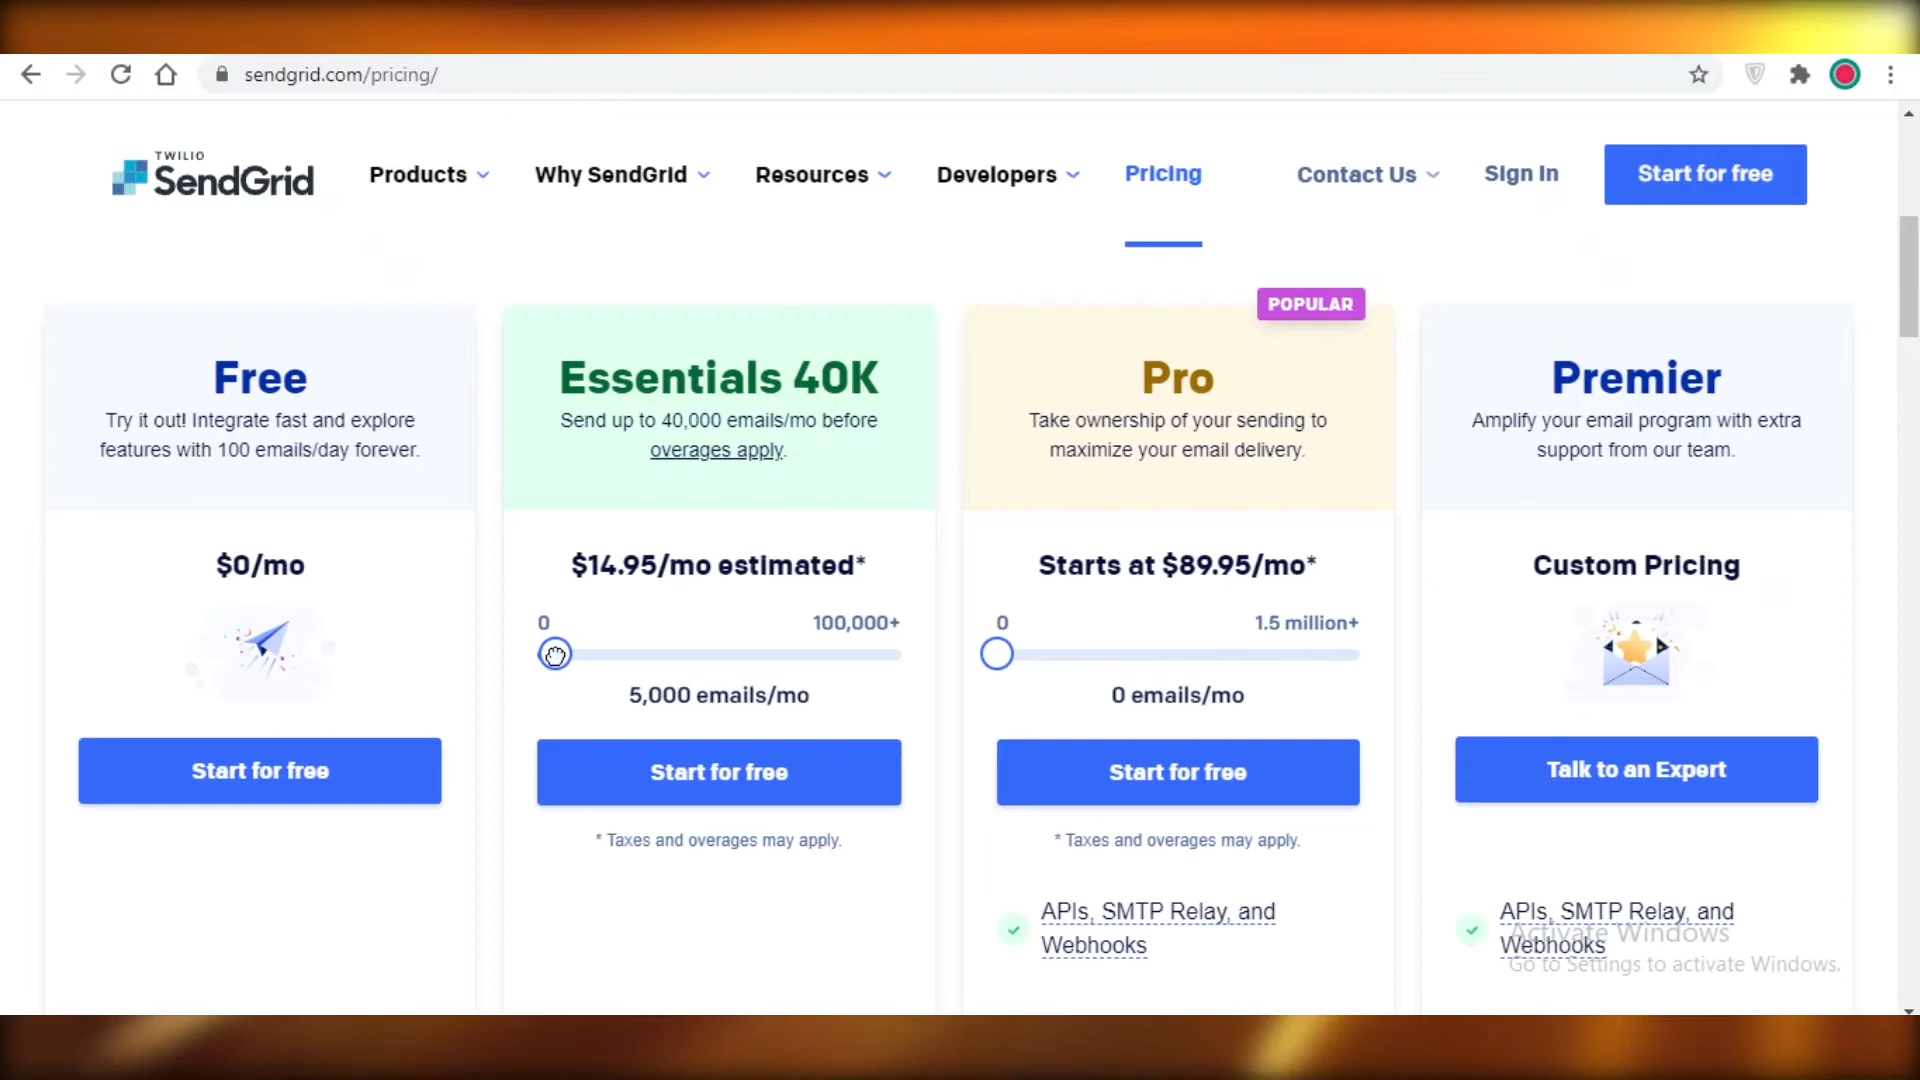 sendgrid.com/pricing/
TWILIO
SendGrid
Products
Why SendGrid
Resources
Developers
Pricing
Contact Us
Sign In
Start for free
POPULAR
Free
Try it out! Integrate fast and explore
features with 100 emails/day forever.
$0/mo
Start for free
Essentials 40K
Send up to 40,000 emails/mo before
overages apply.
$14.95/mo estimated*
0
100,000+
5,000 emails/mo
Start for free
* Taxes and overages may apply.
Pro
Take ownership of your sending to
maximize your email delivery.
Starts at $89.95/mo*
0
1.5 million+
0 emails/mo
Start for free
* Taxes and overages may apply.
APIs, SMTP Relay, and
Webhooks
Premier
Amplify your email program with extra
support from our team.
Custom Pricing
Talk to an Expert
APIs, SMTP Relay, and
Webhooks
Activate Windows
Go to Settings to activate Windows.